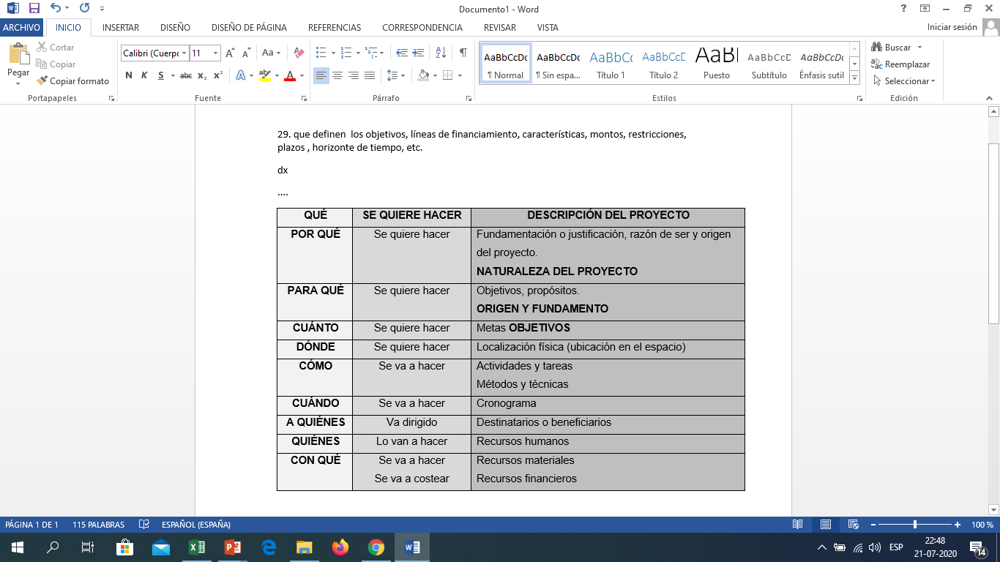 Documento1 - Word
ARCHIVO INICIO INSERTAR DISEÑO DISEÑO DE PÁGINA REFERENCIAS CORRESPONDENCIA REVISAR VISTA Iniciar sesión
Pegar
Cortar
Copiar
Copiar formato
Portapapeles
Calibri (Cuerpo 11
N K S abc x₂ x²
Fuente
Párrafo
AaBbCcDc AaBbCcDc AaBbCc AaBbCcD AaBl AaBbCcD AaBbCcDc
¶ Normal ¶ Sin espa... Título 1 Título 2 Puesto Subtítulo Énfasis sutil
Estilos
Buscar
Reemplazar
Seleccionar
Edición
29. que definen los objetivos, líneas de financiamiento, características, montos, restricciones,
plazos , horizonte de tiempo, etc.
dx
....
QUÉ SE QUIERE HACER DESCRIPCIÓN DEL PROYECTO
POR QUÉ Se quiere hacer Fundamentación o justificación, razón de ser y origen
del proyecto.
NATURALEZA DEL PROYECTO
PARA QUÉ Se quiere hacer Objetivos, propósitos.
ORIGEN Y FUNDAMENTO
CUÁNTO Se quiere hacer Metas OBJETIVOS
DÓNDE Se quiere hacer Localización física (ubicación en el espacio)
CÓMO Se va a hacer Actividades y tareas
Métodos y técnicas
CUÁNDO Se va a hacer Cronograma
A QUIÉNES Va dirigido Destinatarios o beneficiarios
QUIÉNES Lo van a hacer Recursos humanos
CON QUÉ Se va a hacer Recursos materiales
Se va a costear Recursos financieros
PÁGINA 1 DE 1 115 PALABRAS ESPAÑOL (ESPAÑA) 100 %
ESP
22:48
21-07-2020
14